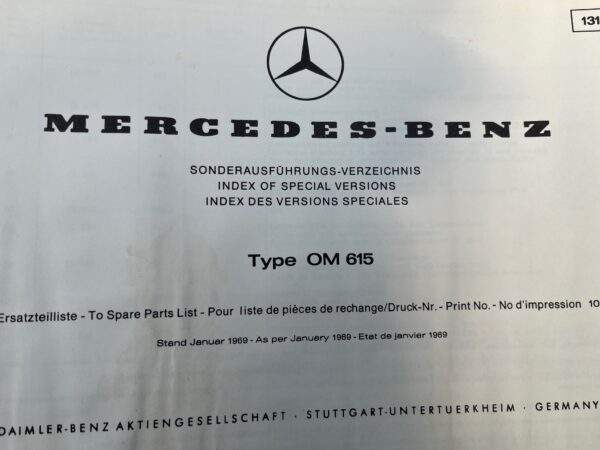 131
MERCEDES-BENZ
SONDERAUSFÜHRUNGS-VERZEICHNIS
INDEX OF SPECIAL VERSIONS
INDEX DES VERSIONS SPECIALES
Type OM 615
Ersatzteilliste - To Spare Parts List - Pour liste de pièces de rechange/Druck-Nr. - Print No. - No d'impression 10
Stand Januar 1969 - As per January 1969 - Etat de janvier 1969
DAIMLER-BENZ AKTIENGESELLSCHAFT · STUTTGART-UNTERTUERKHEIM · GERMANY